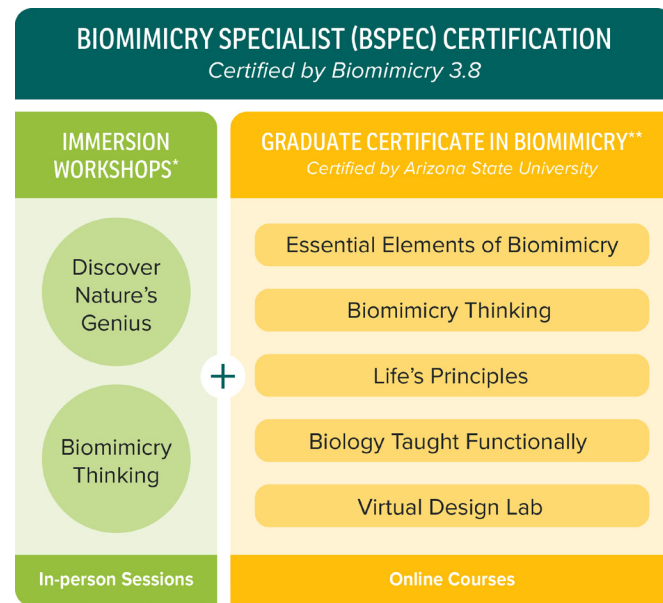 BIOMIMICRY SPECIALIST (BSPEC) CERTIFICATION
Certified by Biomimicry 3.8
IMMERSION
WORKSHOPS*
Discover
Nature’s
Genius
Biomimicry
Thinking
In-person Sessions
+
GRADUATE CERTIFICATE IN BIOMIMICRY**
Certified by Arizona State University
Essential Elements of Biomimicry
Biomimicry Thinking
Life’s Principles
Biology Taught Functionally
Virtual Design Lab
Online Courses